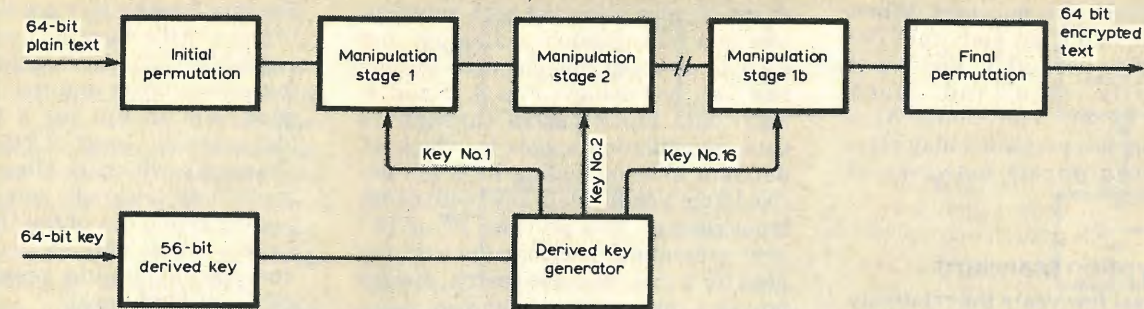 64-bit
plain text
Initial
permutation
Manipulation
stage 1
Manipulation
stage 2
Manipulation
stage 1b
Final
permutation
64 bit
encrypted
text
Key No.1
Key No.2
Key No.16
64-bit key
56-bit
derived key
Derived key
generator